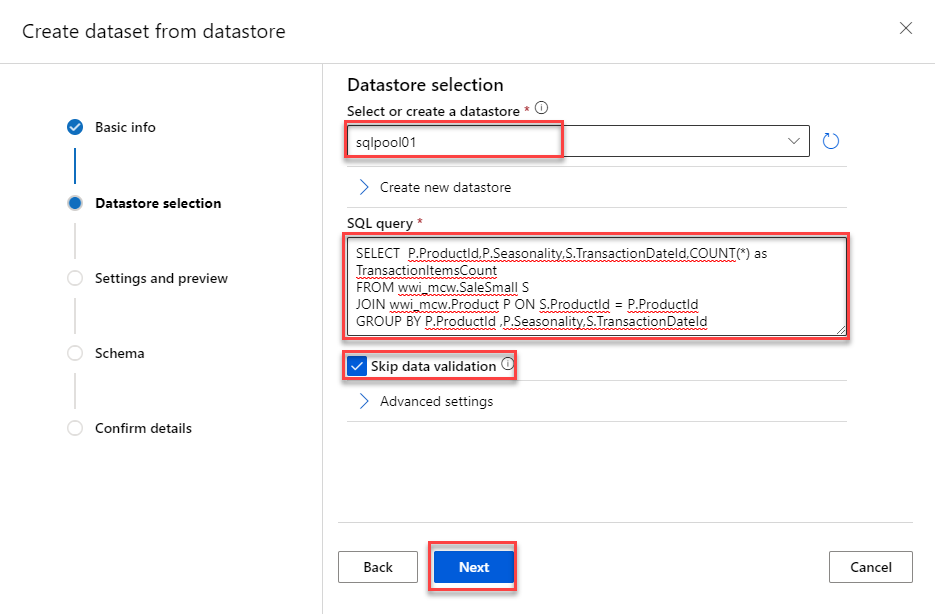 Create dataset from datastore
Basic info
Datastore selection
Settings and preview
Schema
Confirm details
Datastore selection
Select or create a datastore *
sqlpool01
Create new datastore
SQL query *
SELECT  P.ProductId,P.Seasonality,S.TransactionDateId,COUNT(*) as
TransactionItemsCount
FROM wwi_mcw.SaleSmall S
JOIN wwi_mcw.Product P ON S.ProductId = P.ProductId
GROUP BY P.ProductId ,P.Seasonality,S.TransactionDateId
Skip data validation
Advanced settings
Back
Next
Cancel